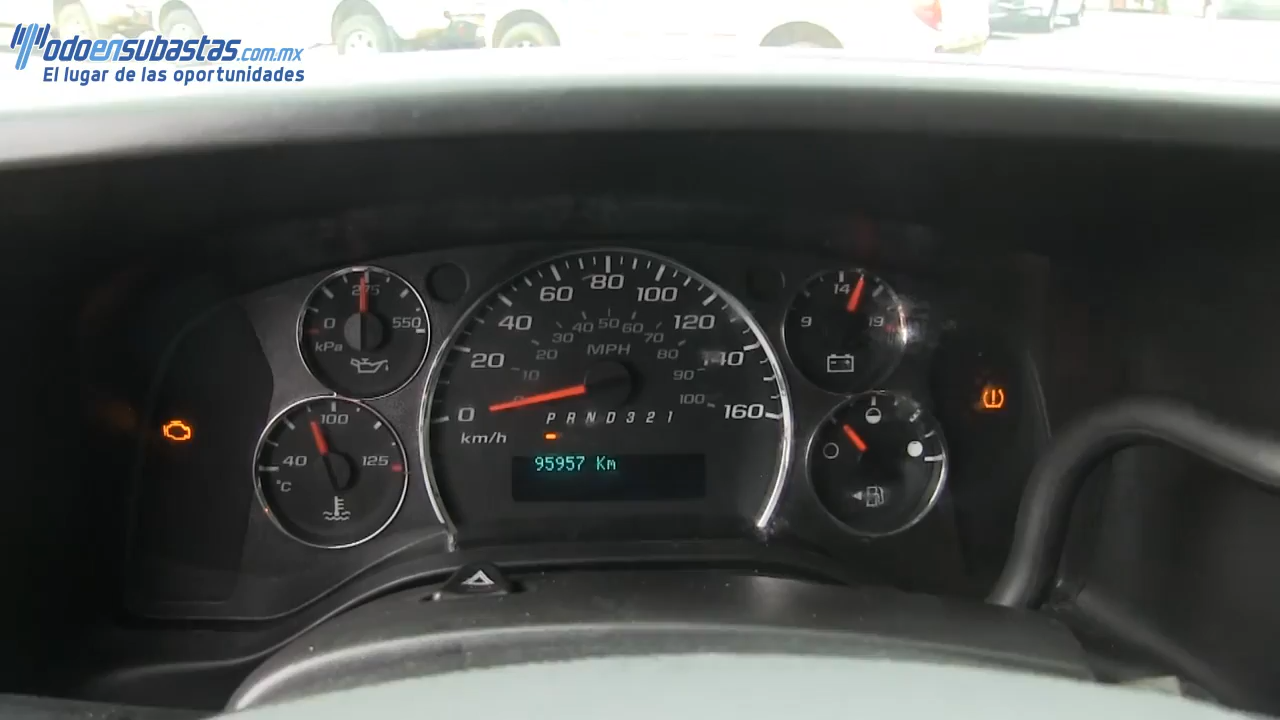 Todoensubastas.com.mx
El lugar de las oportunidades
0 275 550
kPa
40 100 125
°C
0 20 40 60 80 100 120 140 160
10 20 30 40 50 60 70 80 90 100
MPH
km/h
P R N D 3 2 1
95957 Km
9 14 19